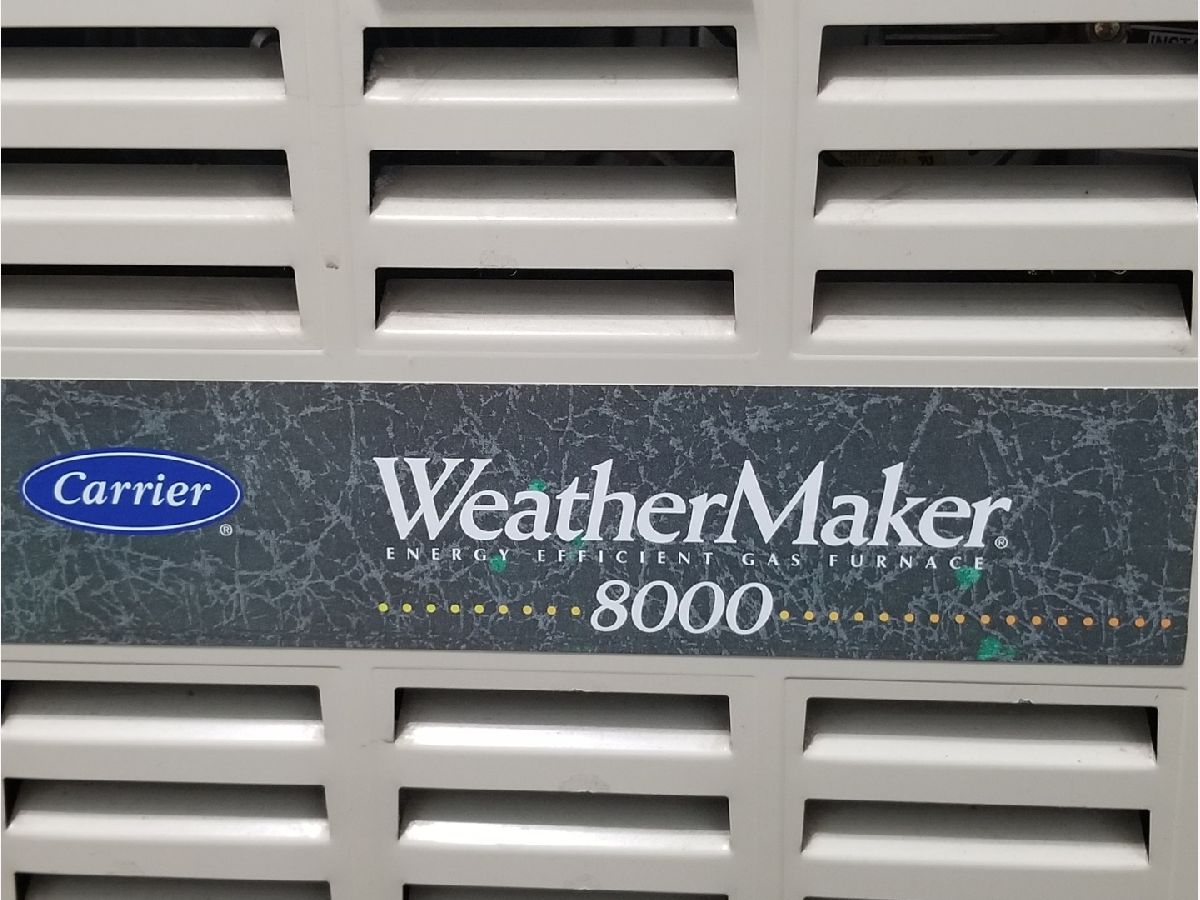 Carrier
®
WeatherMaker®
ENERGY EFFICIENT GAS FURNACE
8000